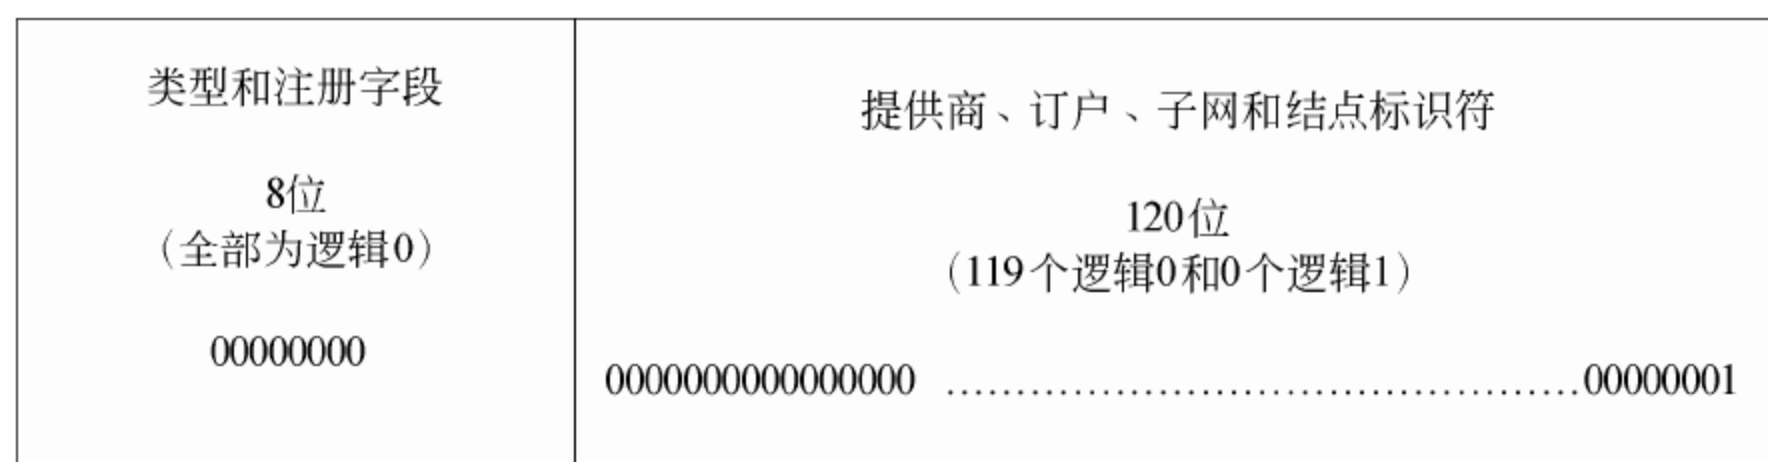 类型和注册字段
8位
（全部为逻辑0）
00000000
提供商、订户、子网和结点标识符
120位
（119个逻辑0和0个逻辑1）
0000000000000000 ............................................00000001